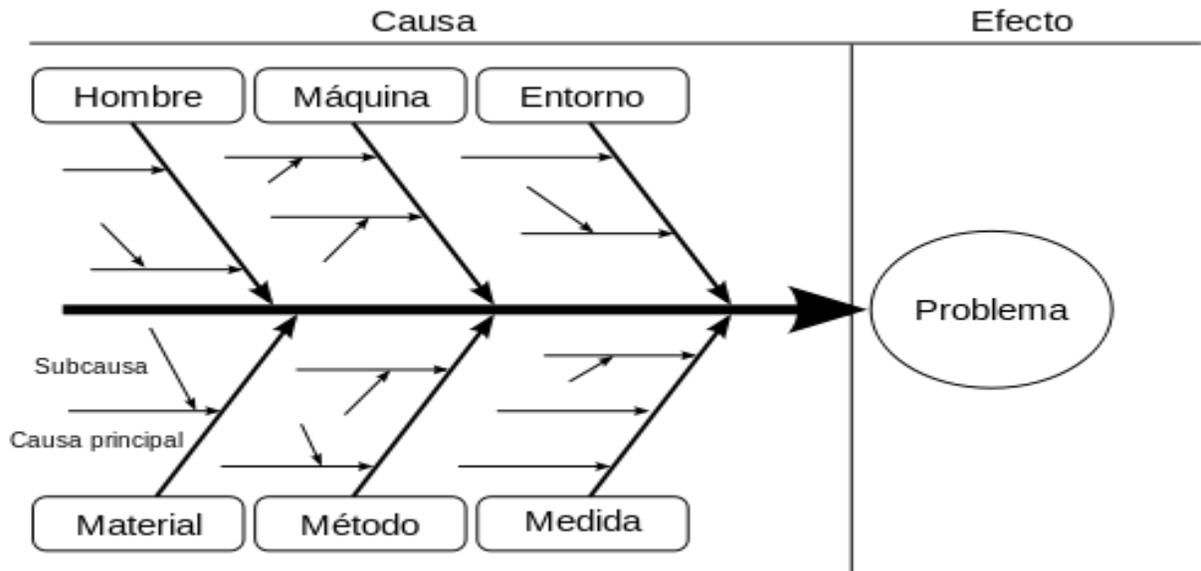 Causa
Efecto
Hombre
Máquina
Entorno
Problema
Subcausa
Causa principal
Material
Método
Medida